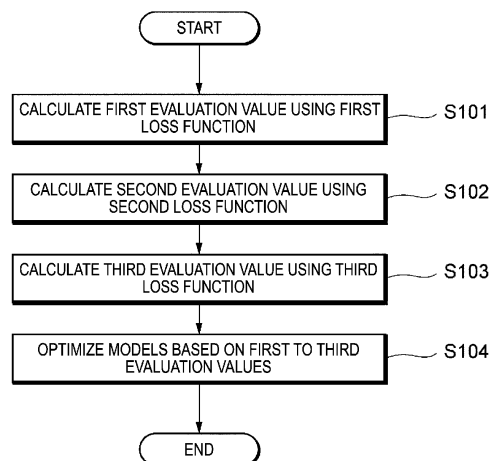 START
CALCULATE FIRST EVALUATION VALUE USING FIRST
LOSS FUNCTION
S101
CALCULATE SECOND EVALUATION VALUE USING
SECOND LOSS FUNCTION
S102
CALCULATE THIRD EVALUATION VALUE USING THIRD
LOSS FUNCTION
S103
OPTIMIZE MODELS BASED ON FIRST TO THIRD
EVALUATION VALUES
S104
END